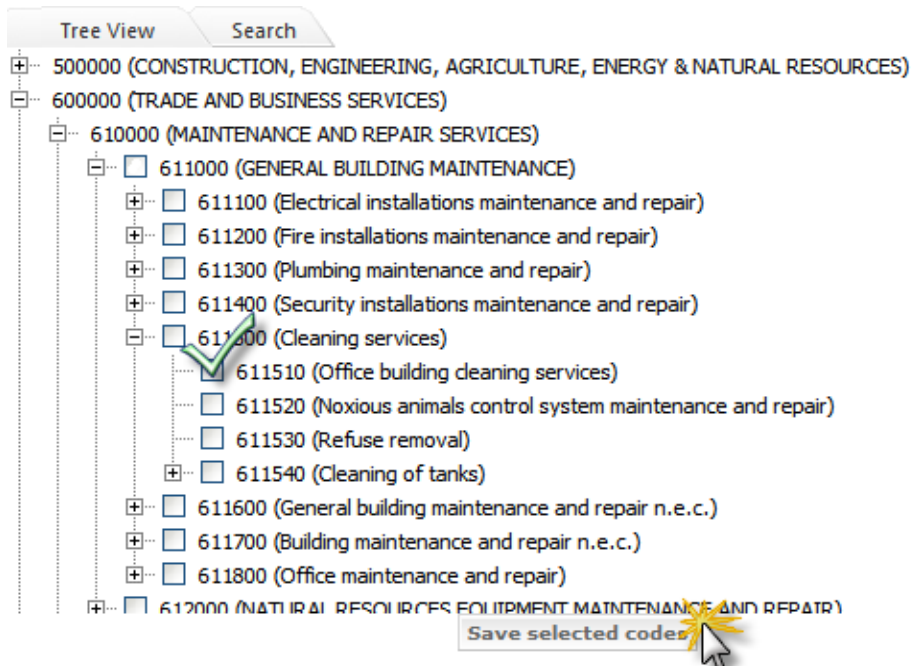 Tree View Search
500000 (CONSTRUCTION, ENGINEERING, AGRICULTURE, ENERGY & NATURAL RESOURCES)
600000 (TRADE AND BUSINESS SERVICES)
610000 (MAINTENANCE AND REPAIR SERVICES)
611000 (GENERAL BUILDING MAINTENANCE)
611100 (Electrical installations maintenance and repair)
611200 (Fire installations maintenance and repair)
611300 (Plumbing maintenance and repair)
611400 (Security installations maintenance and repair)
611500 (Cleaning services)
611510 (Office building cleaning services)
611520 (Noxious animals control system maintenance and repair)
611530 (Refuse removal)
611540 (Cleaning of tanks)
611600 (General building maintenance and repair n.e.c.)
611700 (Building maintenance and repair n.e.c.)
611800 (Office maintenance and repair)
612000 (NATURAL RESOURCES EQUIPMENT MAINTENANCE AND REPAIR)
Save selected codes